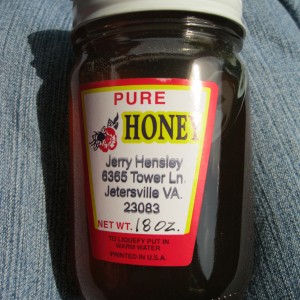 PURE
HONEY
Jerry Hensley
6365 Tower Ln.
Jetersville VA.
23083
NET WT. 18 oz.
TO LIQUEFY PUT IN
WARM WATER
PRINTED IN U.S.A.